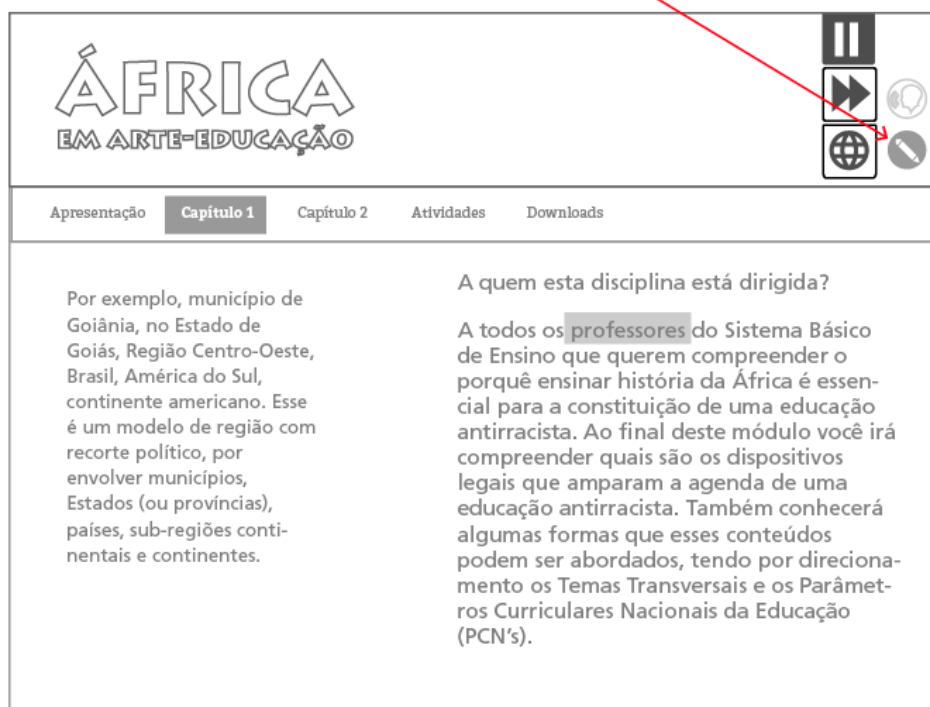 ÁFRICA
EM ARTE-EDUCAÇÃO
Apresentação Capítulo 1 Capítulo 2 Atividades Downloads
Por exemplo, município de
Goiânia, no Estado de
Goiás, Região Centro-Oeste,
Brasil, América do Sul,
continente americano. Esse
é um modelo de região com
recorte político, por
envolver municípios,
Estados (ou províncias),
países, sub-regiões conti-
nentais e continentes.
A quem esta disciplina está dirigida?
A todos os professores do Sistema Básico
de Ensino que querem compreender o
porquê ensinar história da África é essen-
cial para a constituição de uma educação
antirracista. Ao final deste módulo você irá
compreender quais são os dispositivos
legais que amparam a agenda de uma
educação antirracista. Também conhecerá
algumas formas que esses conteúdos
podem ser abordados, tendo por direciona-
mento os Temas Transversais e os Parâmet-
ros Curriculares Nacionais da Educação
(PCN's).